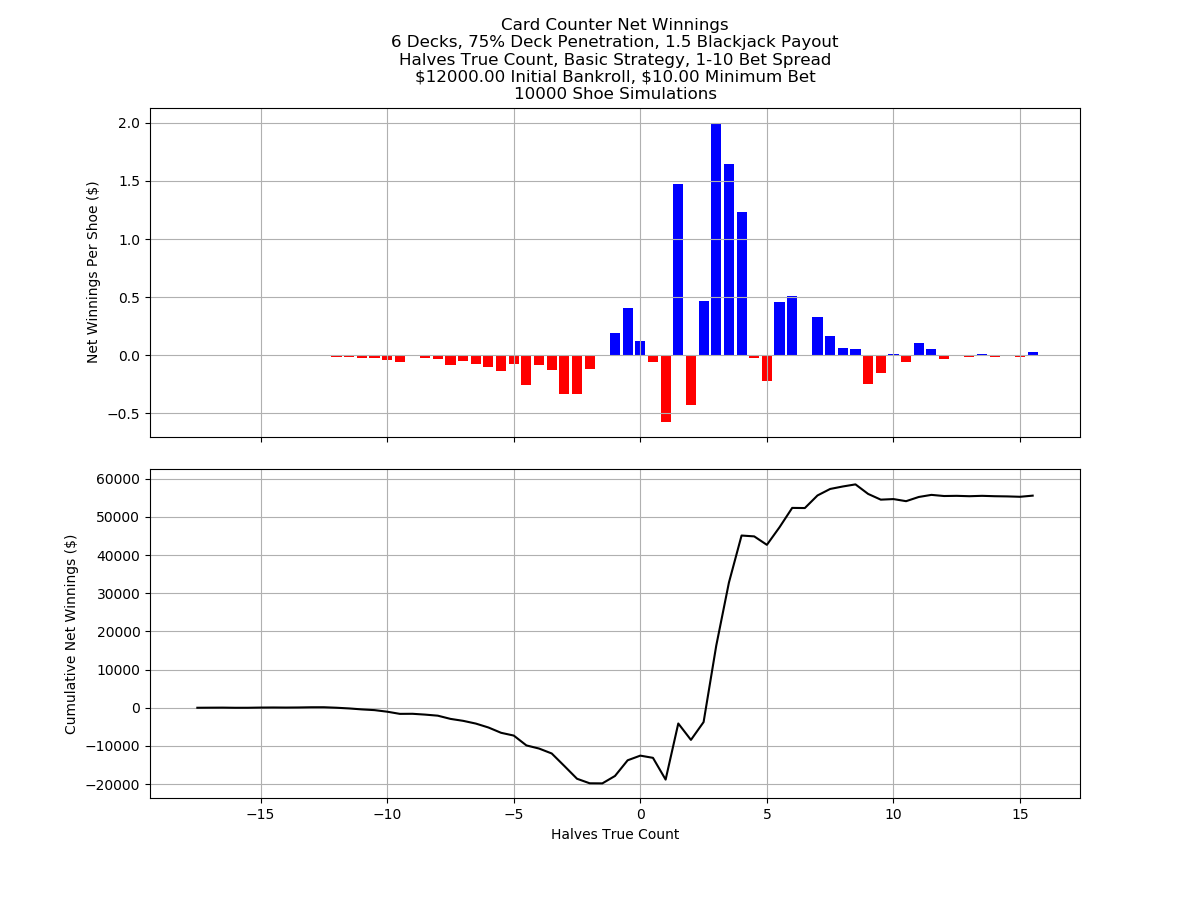 Card Counter Net Winnings
6 Decks, 75% Deck Penetration, 1.5 Blackjack Payout
Halves True Count, Basic Strategy, 1-10 Bet Spread
$12000.00 Initial Bankroll, $10.00 Minimum Bet
10000 Shoe Simulations
Net Winnings Per Shoe ($)
2.0
1.5
1.0
0.5
0.0
−0.5
Cumulative Net Winnings ($)
60000
50000
40000
30000
20000
10000
0
−10000
−20000
−15 −10 −5 0 5 10 15
Halves True Count